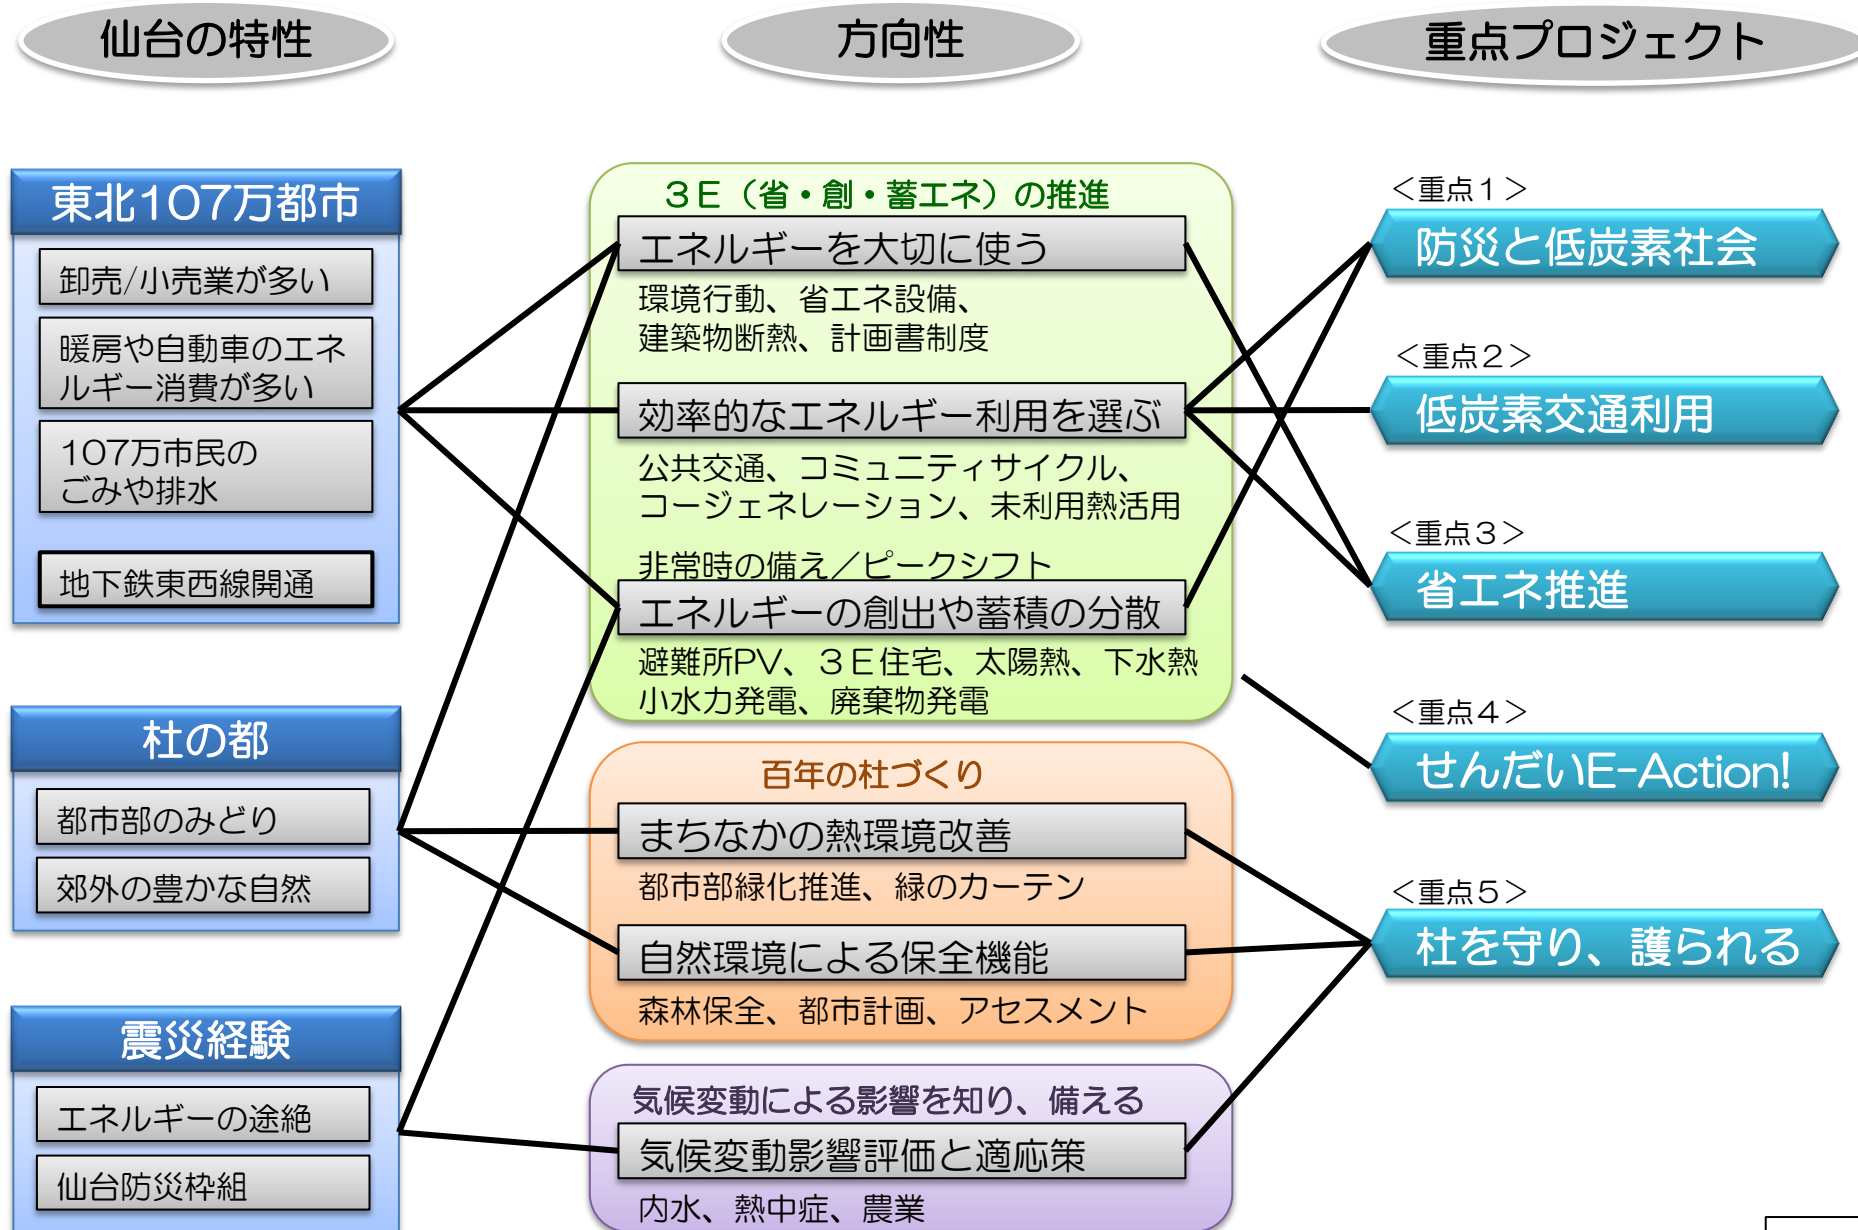 仙台の特性
方向性
重点プロジェクト
東北107万都市
卸売/小売業が多い
暖房や自動車のエネ
ルギー消費が多い
107万市民の
ごみや排水
地下鉄東西線開通
杜の都
都市部のみどり
郊外の豊かな自然
震災経験
エネルギーの途絶
仙台防災枠組
3E（省・創・蓄エネ）の推進
エネルギーを大切に使う
環境行動、省エネ設備、
建築物断熱、計画書制度
効率的なエネルギー利用を選ぶ
公共交通、コミュニティサイクル、
コージェネレーション、未利用熱活用
非常時の備え／ピークシフト
エネルギーの創出や蓄積の分散
避難所PV、3E住宅、太陽熱、下水熱
小水力発電、廃棄物発電
百年の杜づくり
まちなかの熱環境改善
都市部緑化推進、緑のカーテン
自然環境による保全機能
森林保全、都市計画、アセスメント
気候変動による影響を知り、備える
気候変動影響評価と適応策
内水、熱中症、農業
＜重点1＞
防災と低炭素社会
＜重点2＞
低炭素交通利用
＜重点3＞
省エネ推進
＜重点4＞
せんだいE-Action!
＜重点5＞
杜を守り、護られる